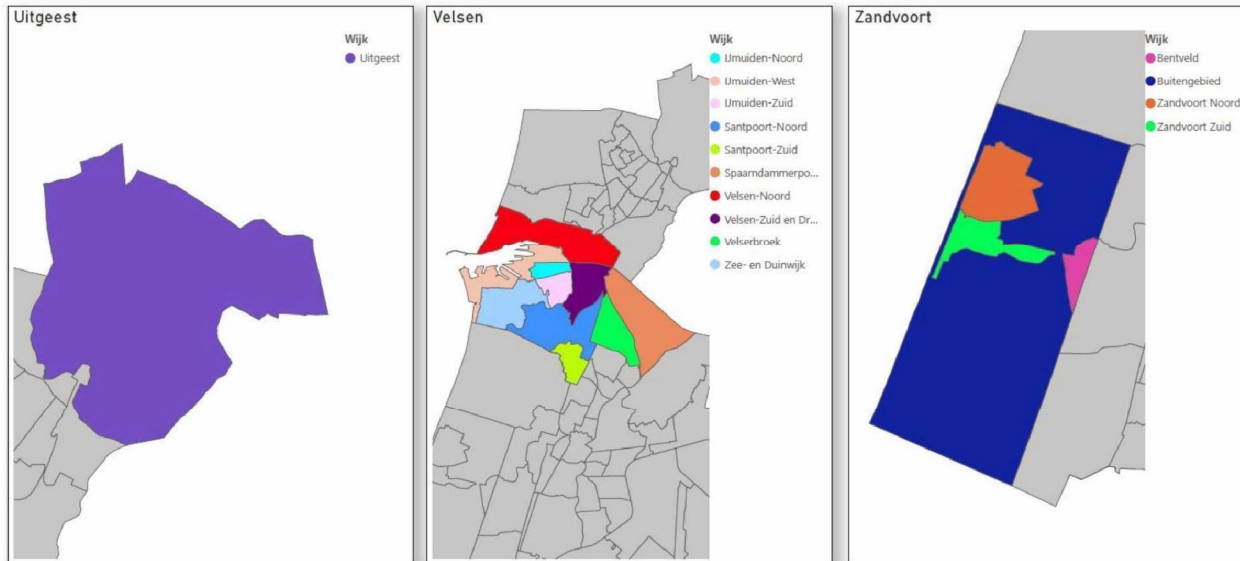 Uitgeest
Wijk
Uitgeest
Velsen
Wijk
IJmuiden-Noord
IJmuiden-West
IJmuiden-Zuid
Santpoort-Noord
Santpoort-Zuid
Spaarndammerpo...
Velsen-Noord
Velsen-Zuid en Dr...
Velserbroek
Zee- en Duinwijk
Zandvoort
Wijk
Bentveld
Buitengebied
Zandvoort Noord
Zandvoort Zuid